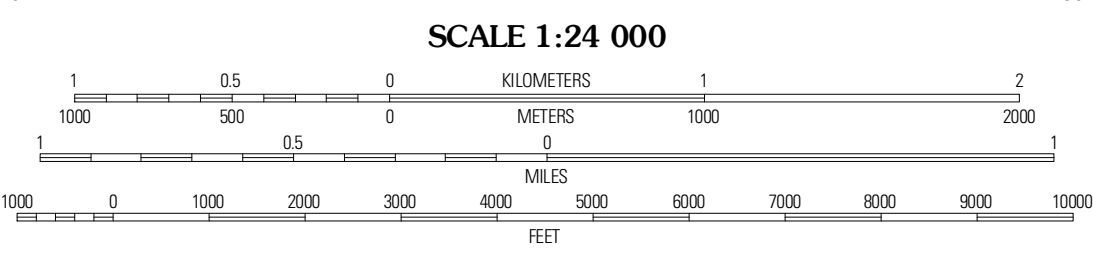 SCALE 1:24 000
1 0.5 0 KILOMETERS 1 2
1000 500 0 METERS 1000 2000
1 0.5 0 1
MILES
1000 0 1000 2000 3000 4000 5000 6000 7000 8000 9000 10000
FEET